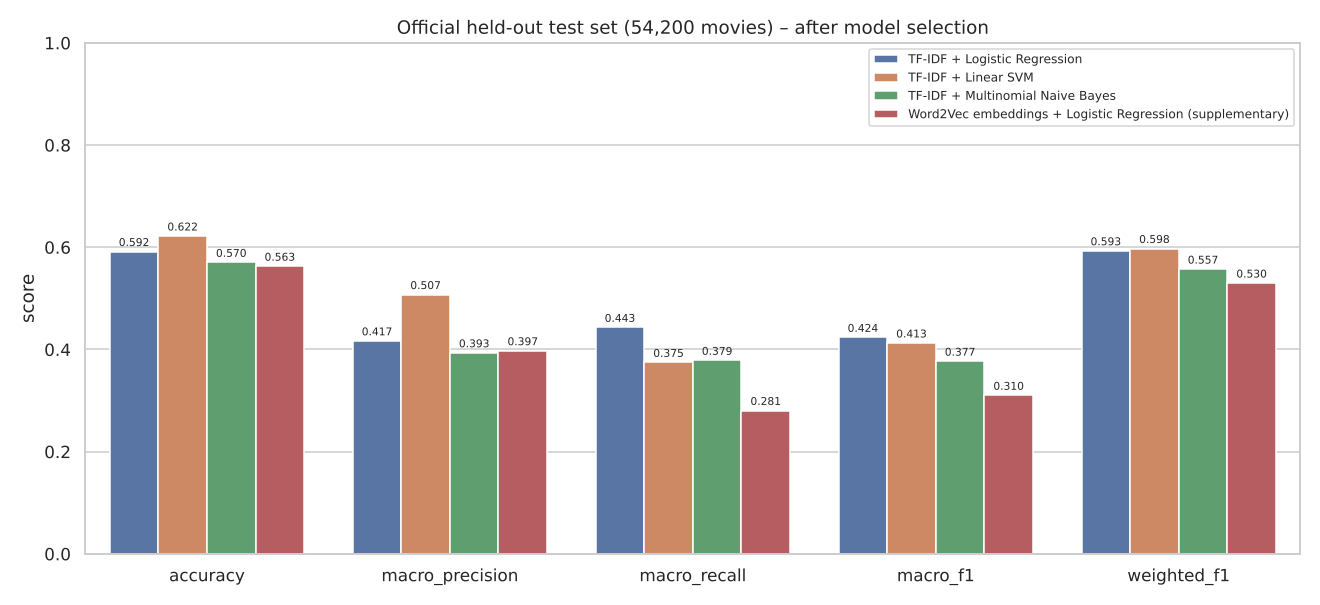 Official held-out test set (54,200 movies) – after model selection
TF-IDF + Logistic Regression
TF-IDF + Linear SVM
TF-IDF + Multinomial Naive Bayes
Word2Vec embeddings + Logistic Regression (supplementary)
score
1.0
0.8
0.6
0.4
0.2
0.0
0.592
0.622
0.570
0.563
0.417
0.507
0.393
0.397
0.443
0.375
0.379
0.281
0.424
0.413
0.377
0.310
0.593
0.598
0.557
0.530
accuracy
macro_precision
macro_recall
macro_f1
weighted_f1